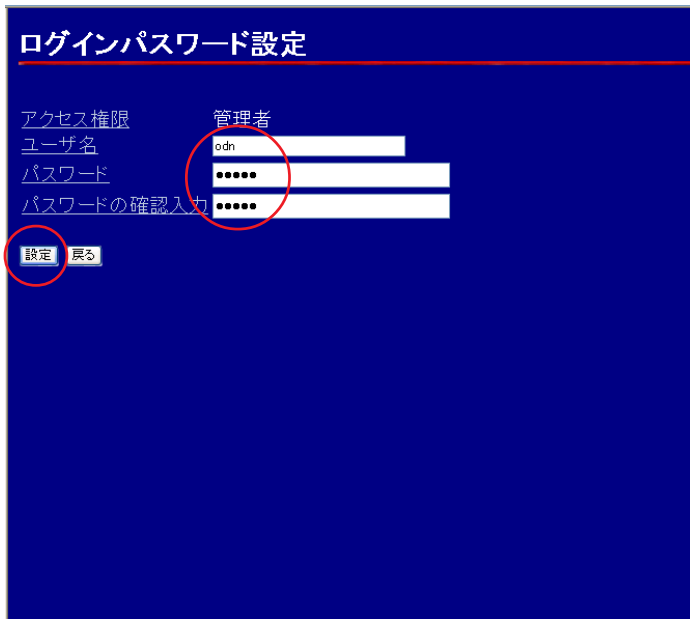 ログインパスワード設定
アクセス権限 管理者
ユーザ名 odn
パスワード •••••
パスワードの確認入力 •••••
設定 戻る